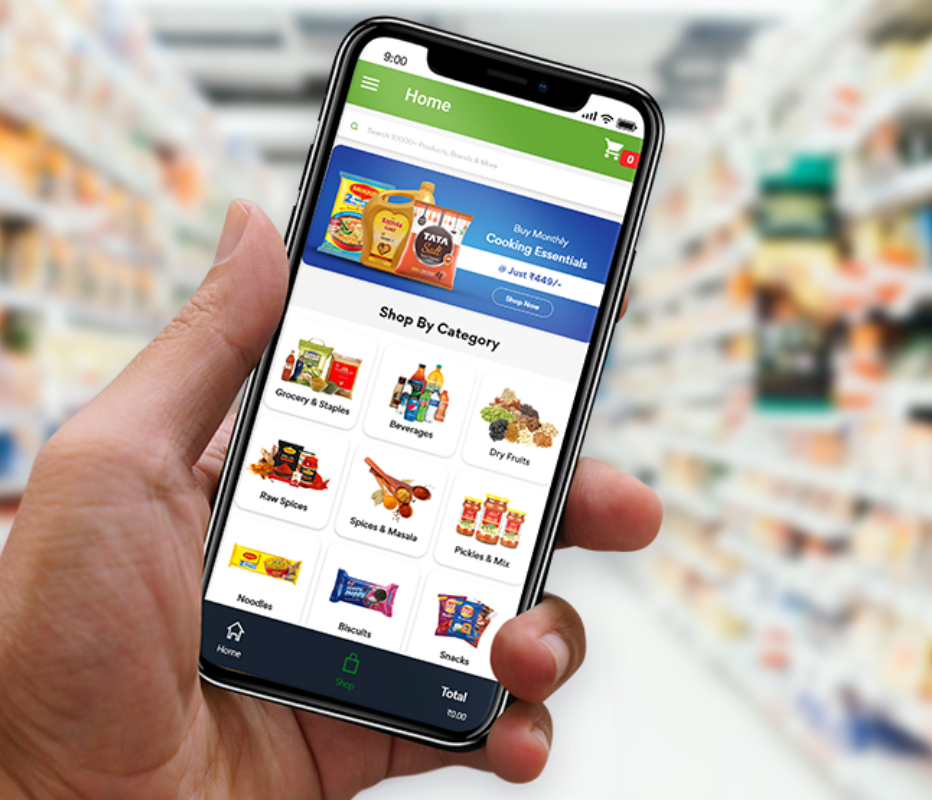 9:00
Home
0
Search 10000+ Products, Brands & More
MAGGI
TATA
Salt
Buy Monthly
Cooking Essentials
@ Just ₹449/-
Shop Now
Shop By Category
Grocery & Staples
Beverages
Dry Fruits
Raw Spices
Spices & Masala
Pickles & Mix
Noodles
Biscuits
Snacks
Home
Shop
Total
₹0.00